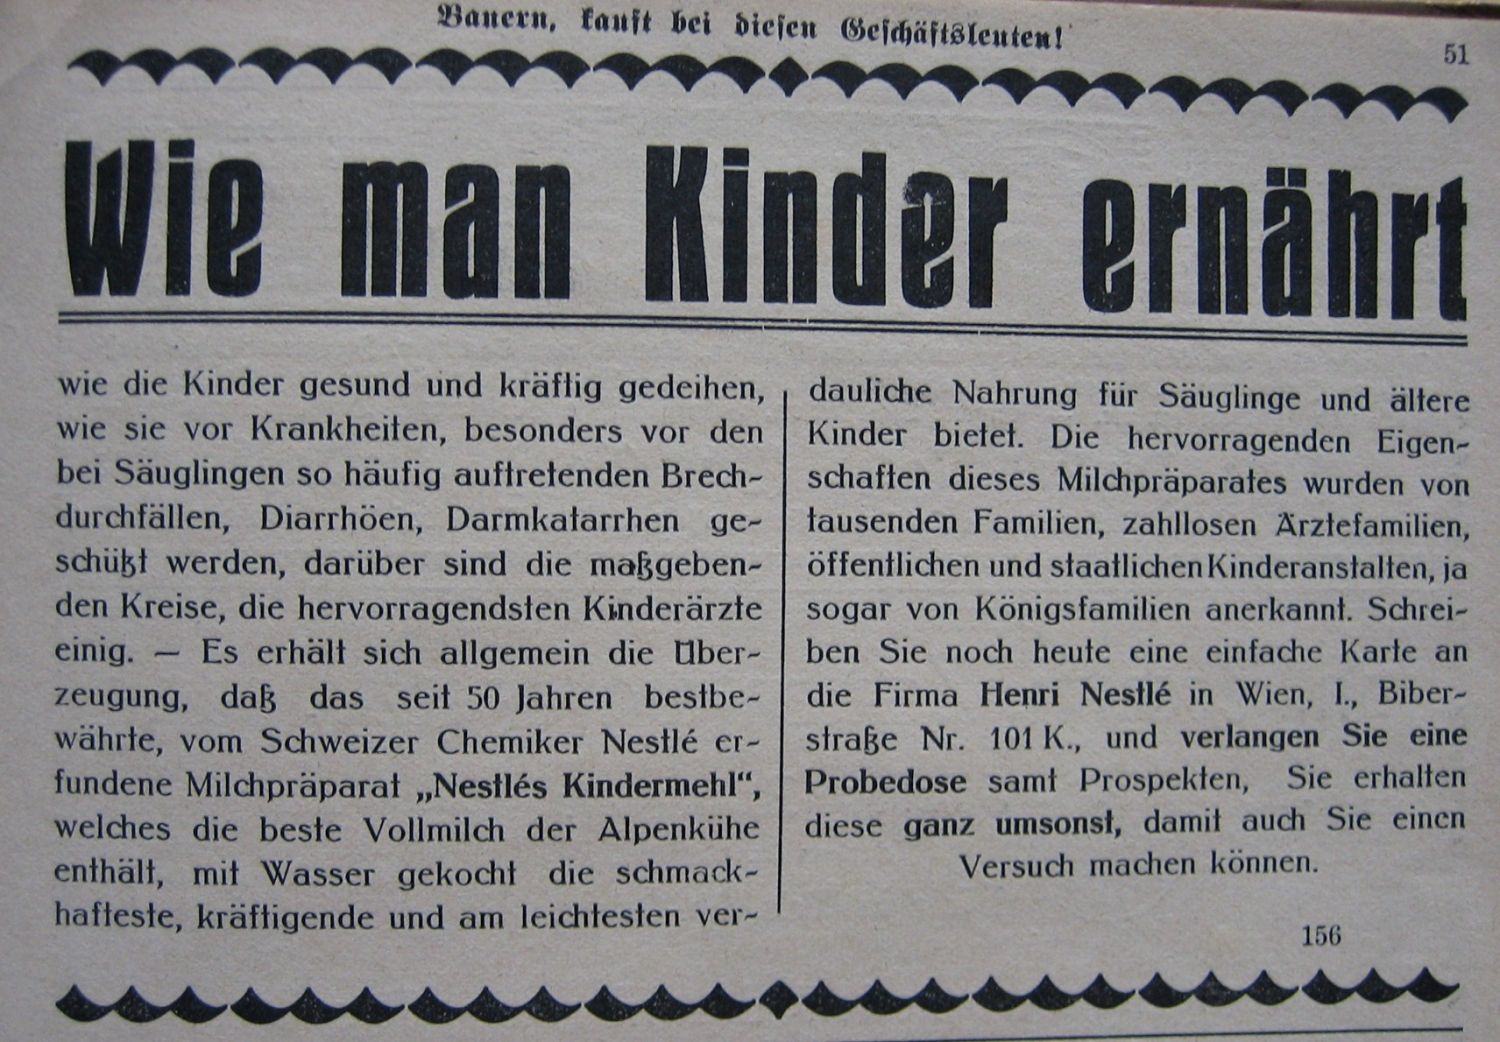 Bauern, kauft bei diesen Geschäftsleuten!
51
Wie man Kinder ernährt
wie die Kinder gesund und kräftig gedeihen,
wie sie vor Krankheiten, besonders vor den
bei Säuglingen so häufig auftretenden Brech-
durchfällen, Diarrhöen, Darmkatarrhen ge-
schützt werden, darüber sind die maßgeben-
den Kreise, die hervorragendsten Kinderärzte
einig. — Es erhält sich allgemein die Über-
zeugung, daß das seit 50 Jahren bestbe-
währte, vom Schweizer Chemiker Nestlé er-
fundene Milchpräparat „Nestlés Kindermehl“,
welches die beste Vollmilch der Alpenkühe
enthält, mit Wasser gekocht die schmack-
hafteste, kräftigende und am leichtesten ver-
dauliche Nahrung für Säuglinge und ältere
Kinder bietet. Die hervorragenden Eigen-
schaften dieses Milchpräparates wurden von
tausenden Familien, zahllosen Ärztefamilien,
öffentlichen und staatlichen Kinderanstalten, ja
sogar von Königsfamilien anerkannt. Schrei-
ben Sie noch heute eine einfache Karte an
die Firma Henri Nestlé in Wien, I., Biber-
straße Nr. 101 K., und verlangen Sie eine
Probedose samt Prospekten, Sie erhalten
diese ganz umsonst, damit auch Sie einen
Versuch machen können.
156